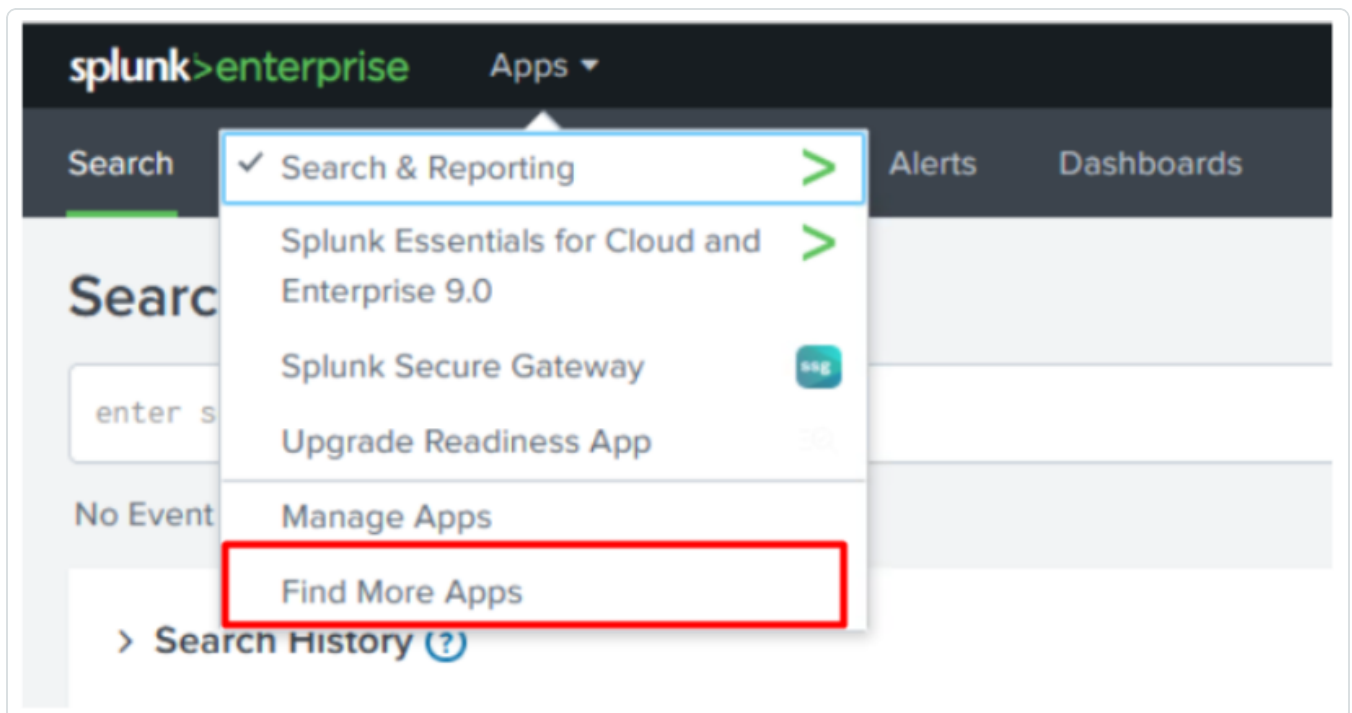 splunk>enterprise Apps
Search Search & Reporting Alerts Dashboards
Splunk Essentials for Cloud and
Enterprise 9.0
Searc
Splunk Secure Gateway ssg
enter s
Upgrade Readiness App
No Event
Manage Apps
Find More Apps
Search History ?